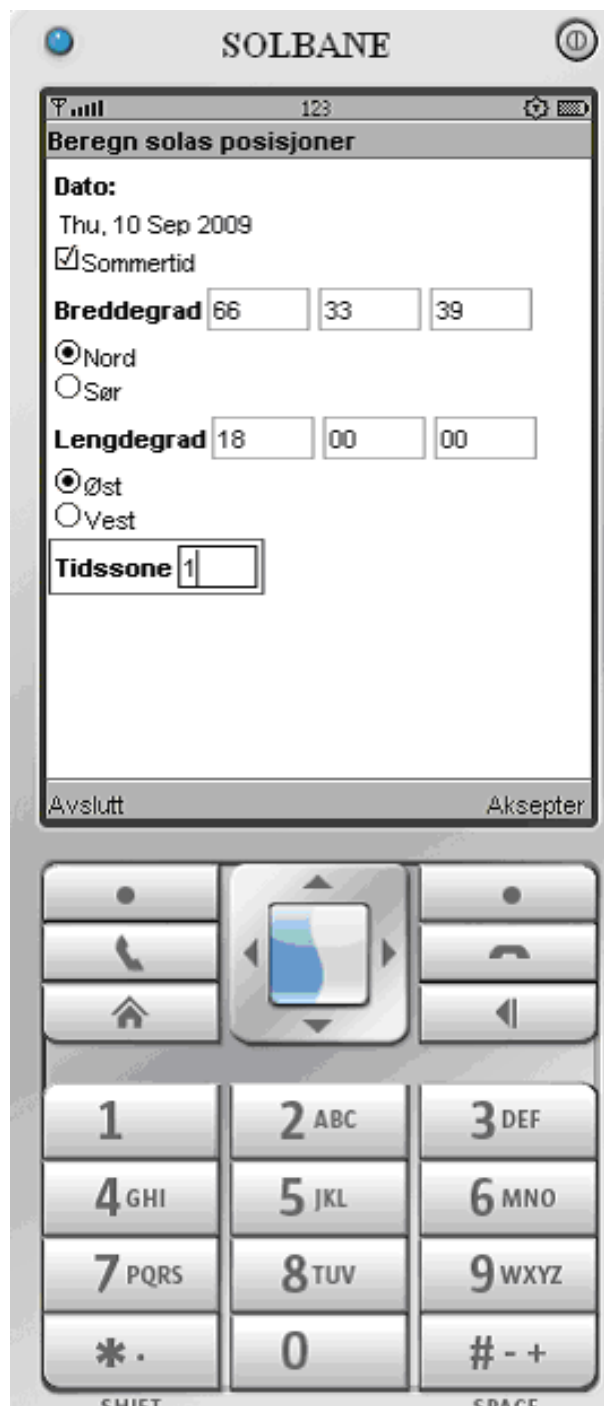 SOLBANE
123
Beregn solas posisjoner
Dato:
Thu, 10 Sep 2009
Sommertid
Breddegrad 66 33 39
Nord
Sør
Lengdegrad 18 00 00
Øst
Vest
Tidssone 1
Avslutt Aksepter
1 2 ABC 3 DEF
4 GHI 5 JKL 6 MNO
7 PQRS 8 TUV 9 WXYZ
* . 0 # - +
SHIFT SPACE